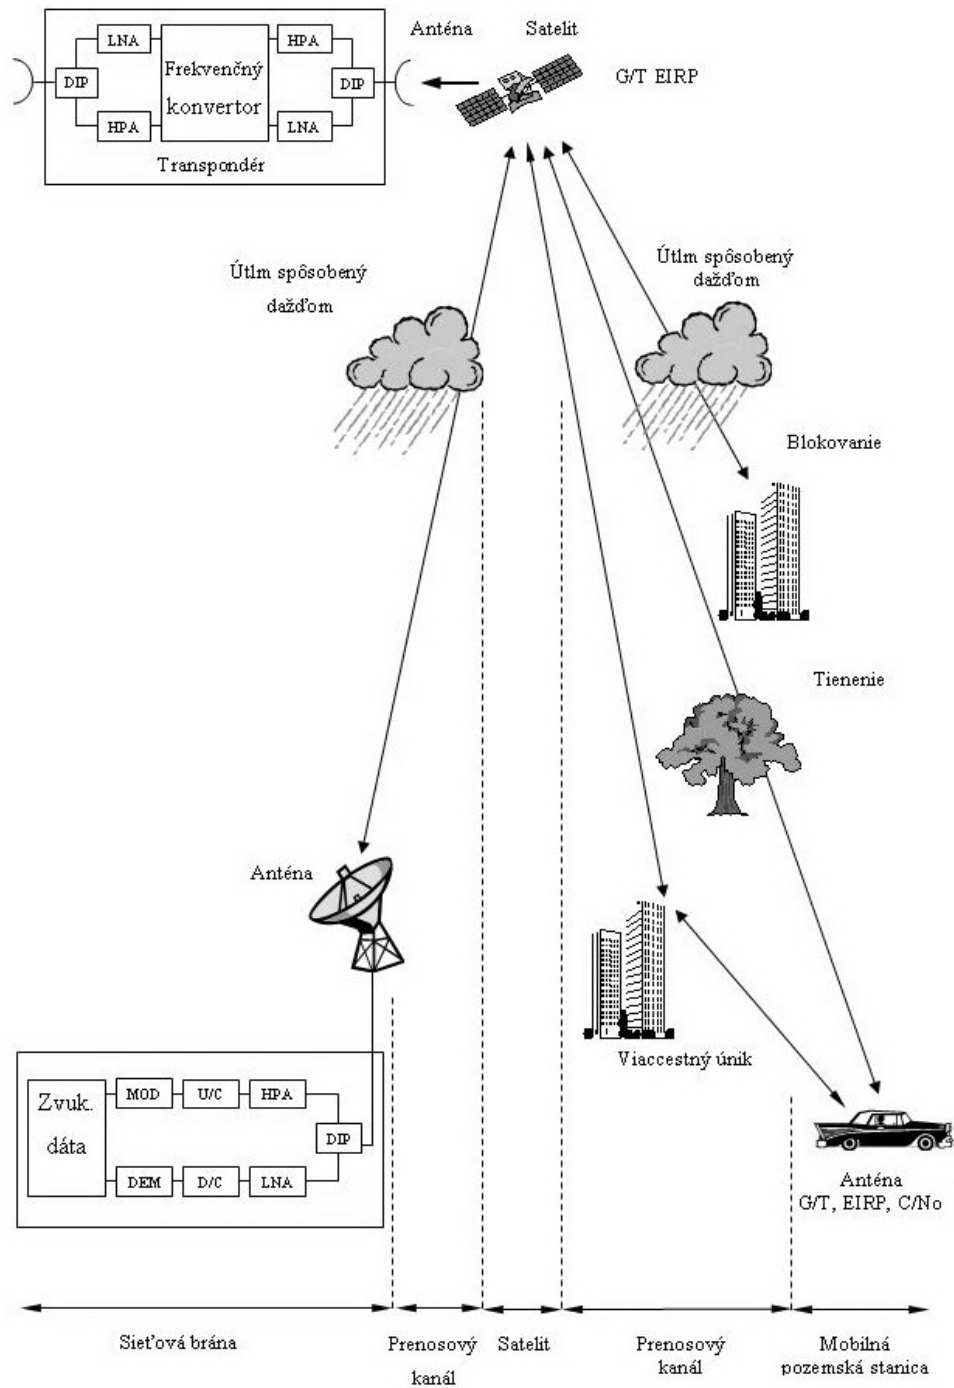 Anténa
Satelit
LNA
HPA
DIP
Frekvenčný
konvertor
DIP
G/T EIRP
HPA
LNA
Transpondér
Útlm spôsobený
dažďom
Útlm spôsobený
dažďom
Blokovanie
Tienenie
Anténa
Viaccestný únik
Zvuk.
dáta
MOD
U/C
HPA
DIP
DEM
D/C
LNA
Anténa
G/T, EIRP, C/No
Sieťová brána
Prenosový
kanál
Satelit
Prenosový
kanál
Mobilná
pozemská stanica